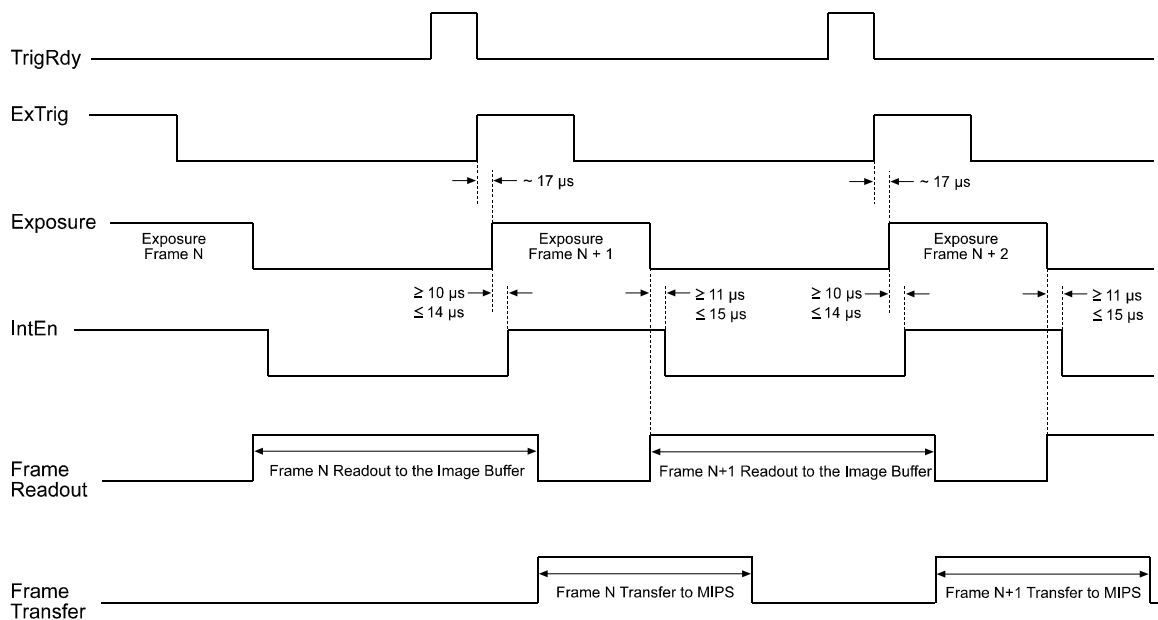 TrigRdy
ExTrig
~ 17 µs
~ 17 µs
Exposure
Exposure
Frame N
Exposure
Frame N + 1
Exposure
Frame N + 2
≥ 10 µs
≤ 14 µs
≥ 11 µs
≤ 15 µs
≥ 10 µs
≤ 14 µs
≥ 11 µs
≤ 15 µs
IntEn
Frame
Readout
Frame N Readout to the Image Buffer
Frame N+1 Readout to the Image Buffer
Frame
Transfer
Frame N Transfer to MIPS
Frame N+1 Transfer to MIPS